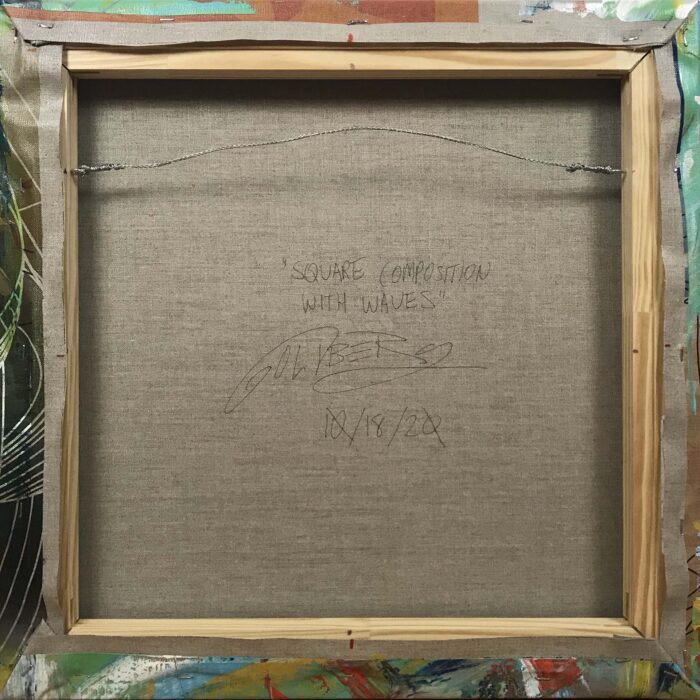 "SQUARE COMPOSITION
WITH WAVES"
10/18/20